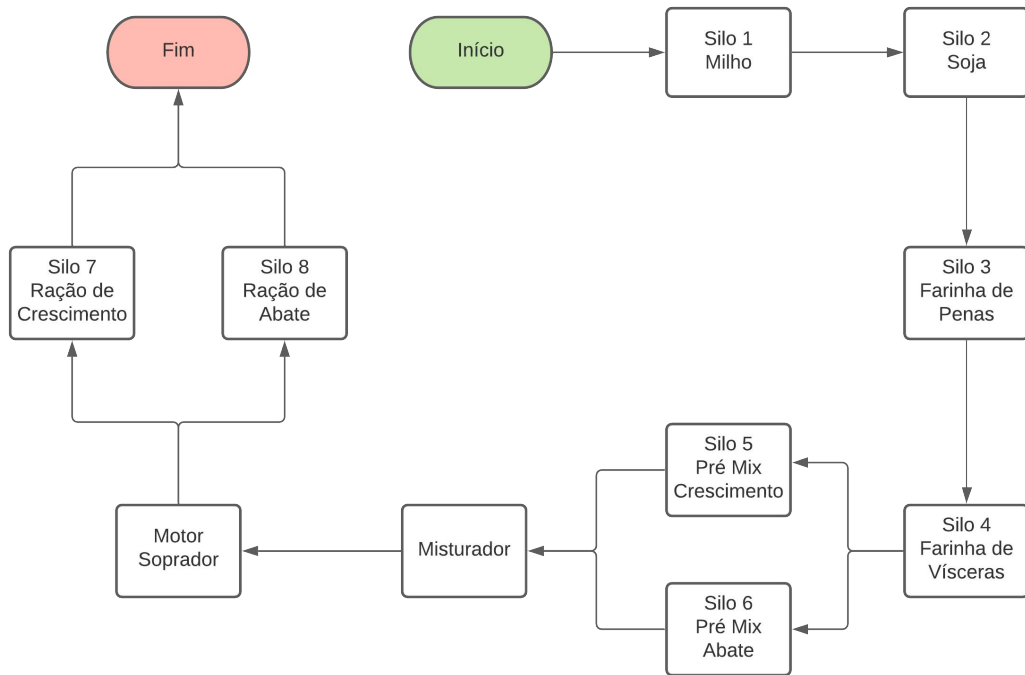 Fim
Início
Silo 1
Milho
Silo 2
Soja
Silo 7
Ração de
Crescimento
Silo 8
Ração de
Abate
Silo 3
Farinha de
Penas
Silo 5
Pré Mix
Crescimento
Motor
Soprador
Misturador
Silo 4
Farinha de
Vísceras
Silo 6
Pré Mix
Abate